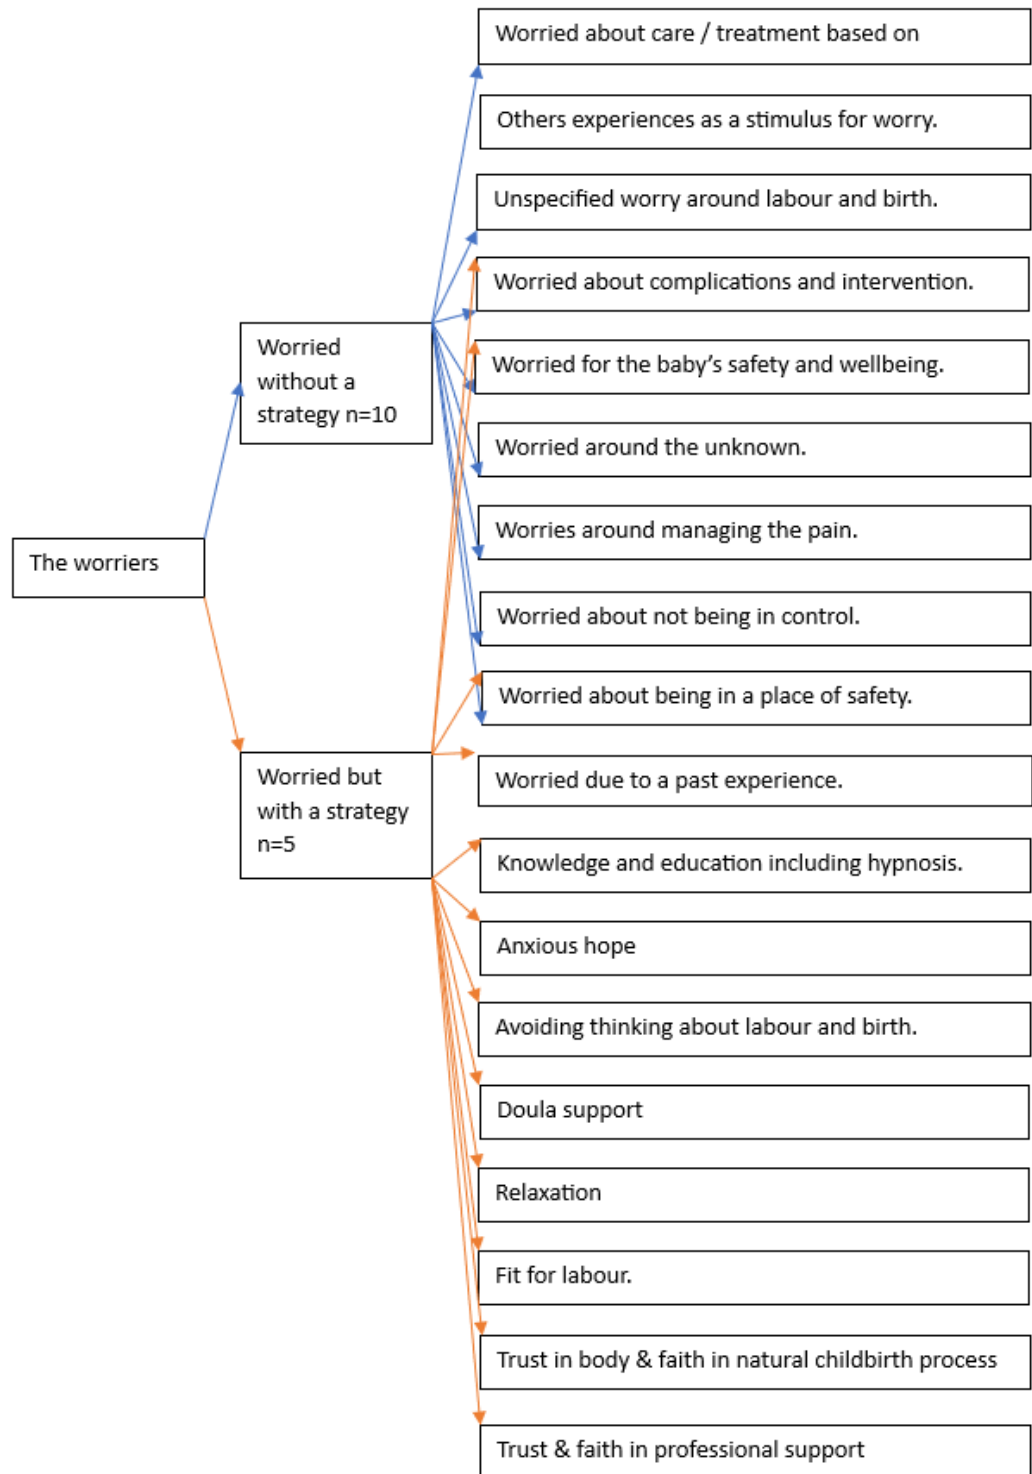 Worried about care / treatment based on
Others experiences as a stimulus for worry.
Unspecified worry around labour and birth.
Worried about complications and intervention.
Worried
without a
strategy n=10
Worried for the baby’s safety and wellbeing.
Worried around the unknown.
Worries around managing the pain.
The worriers
Worried about not being in control.
Worried about being in a place of safety.
Worried but
with a strategy
n=5
Worried due to a past experience.
Knowledge and education including hypnosis.
Anxious hope
Avoiding thinking about labour and birth.
Doula support
Relaxation
Fit for labour.
Trust in body & faith in natural childbirth process
Trust & faith in professional support